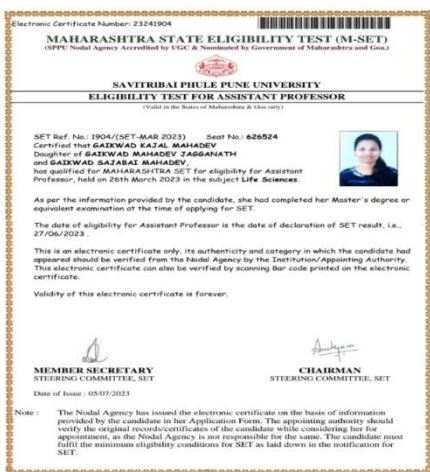 Electronic Certificate Number: 23241904
MAHARASHTRA STATE ELIGIBILITY TEST (M-SET)
(SPPU Nodal Agency Accredited by UGC & Nominated by Government of Maharashtra and Goa.)
SAVITRIBAI PHULE PUNE UNIVERSITY
ELIGIBILITY TEST FOR ASSISTANT PROFESSOR
(Valid in the States of Maharashtra & Goa only)
SET Ref. No.: 1904/(SET-MAR 2023) Seat No.: 626524
Certified that GAIKWAD KAJAL MAHADEV
Daughter of GAIKWAD MAHADEV JAGGANATH
and GAIKWAD SAJABAI MAHADEV,
has qualified for MAHARASHTRA SET for eligibility for Assistant
Professor, held on 26th March 2023 in the subject Life Sciences.
As per the information provided by the candidate, she had completed her Master's degree or
equivalent examination at the time of applying for SET.
The date of eligibility for Assistant Professor is the date of declaration of SET result, i.e.,
27/06/2023 .
This is an electronic certificate only, its authenticity and category in which the candidate had
appeared should be verified from the Nodal Agency by the Institution/Appointing Authority.
This electronic certificate can also be verified by scanning Bar code printed on the electronic
certificate.
Validity of this electronic certificate is forever.
MEMBER SECRETARY CHAIRMAN
STEERING COMMITTEE, SET STEERING COMMITTEE, SET
Date of Issue : 05/07/2023
Note : The Nodal Agency has issued the electronic certificate on the basis of information
provided by the candidate in her Application Form. The appointing authority should
verify the original records/certificates of the candidate while considering her for
appointment, as the Nodal Agency is not responsible for the same. The candidate must
fulfil the minimum eligibility conditions for SET as laid down in the notification for
SET.